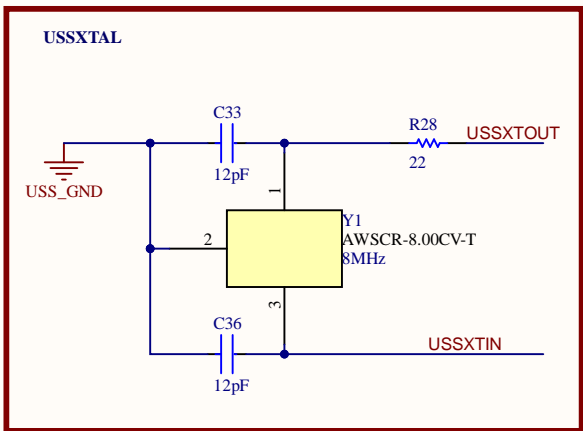 USSXTAL
C33
12pF
R28
22
USSXTOUT
USS_GND
1
2
Y1
AWSCR-8.00CV-T
8MHz
3
C36
12pF
USSXTIN